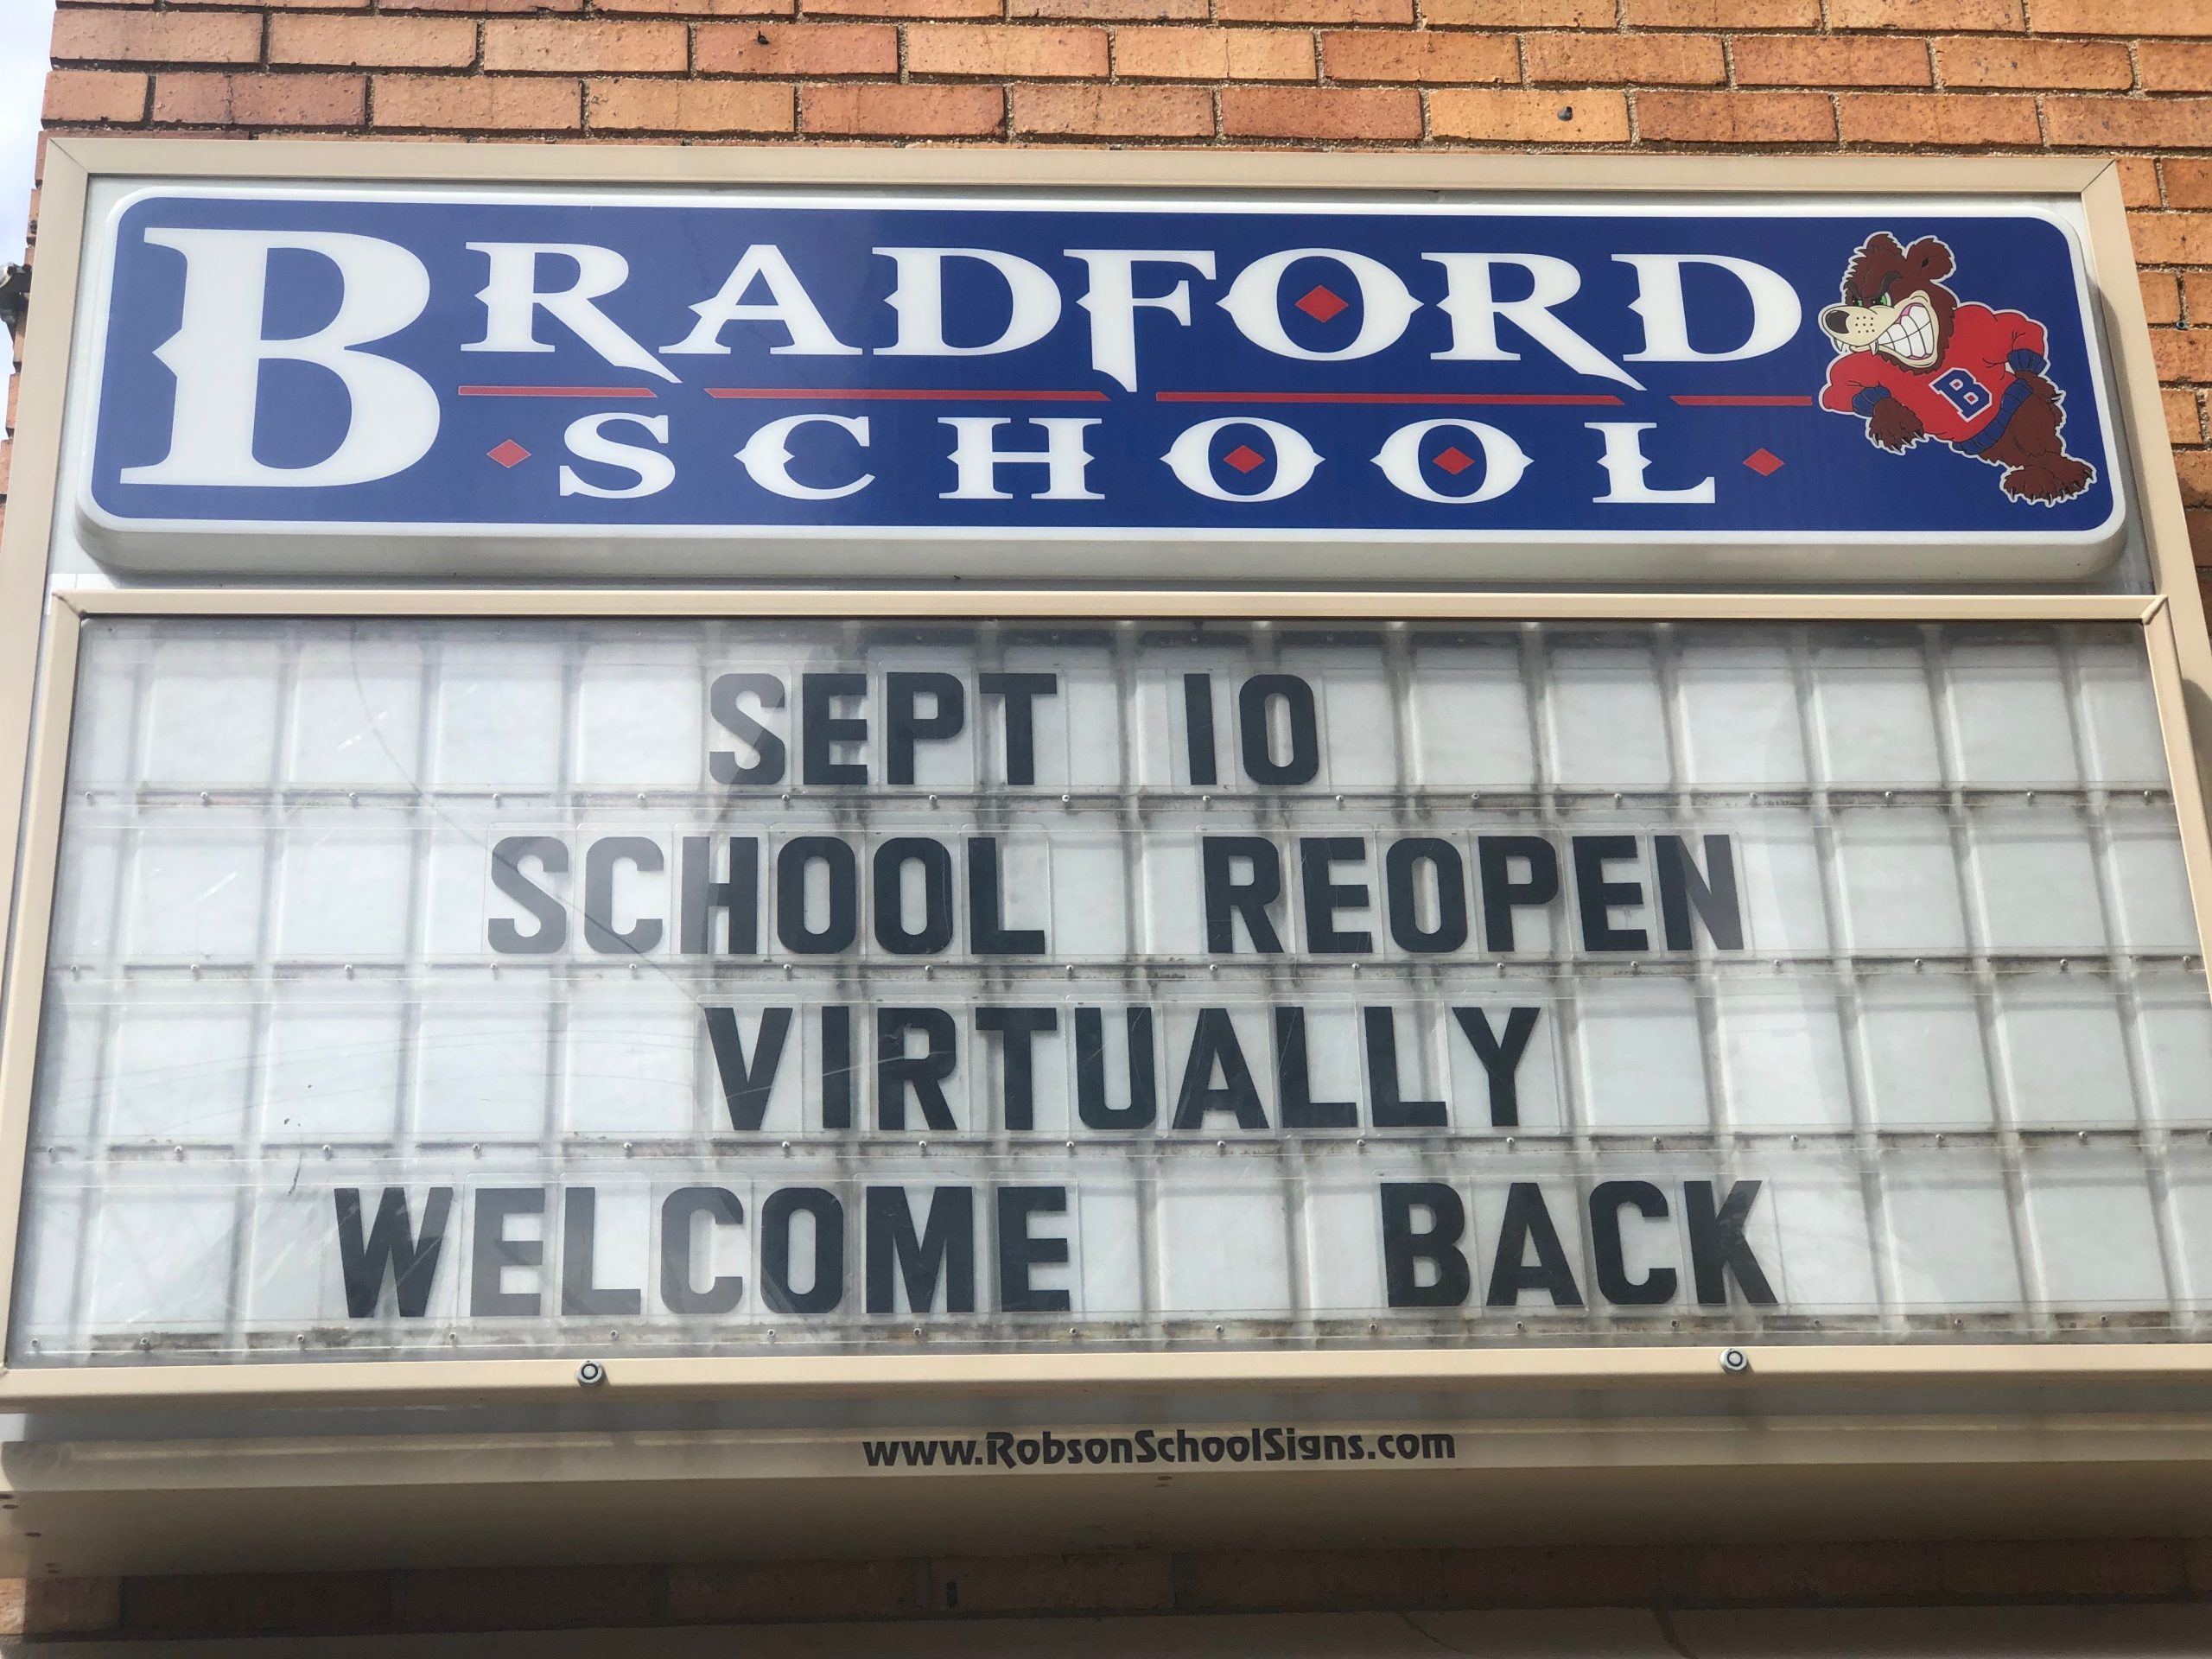 BRADFORD
SCHOOL
B
SEPT 10
SCHOOL REOPEN
VIRTUALLY
WELCOME BACK
www.RobsonSchoolSigns.com